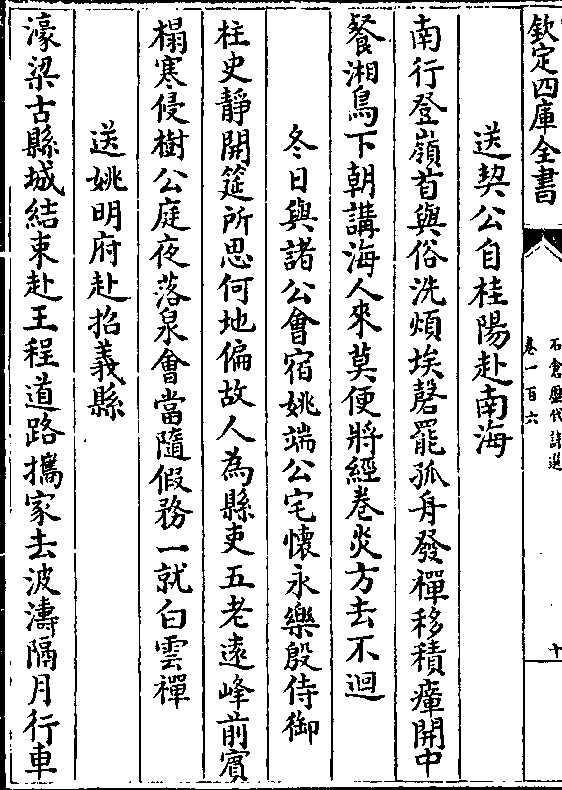 欽定四庫全書
石倉歷代詩選
卷一百六
十
送契公自桂陽赴南海
南行登嶺首與俗洗煩埃磬罷孤舟發禪移積瘴開中
餐湘鳥下朝講海人來莫便將經卷炎方去不迴
冬日與諸公會宿姚端公宅懷永樂殷侍御
柱史靜開筵所思何地偏故人為縣吏五老遠峰前賓
榻寒侵樹公庭夜落泉會當隨假務一就白雲禪
送姚明府赴招義縣
濠梁古縣城結束赴王程道路攜家去波濤隔月行車